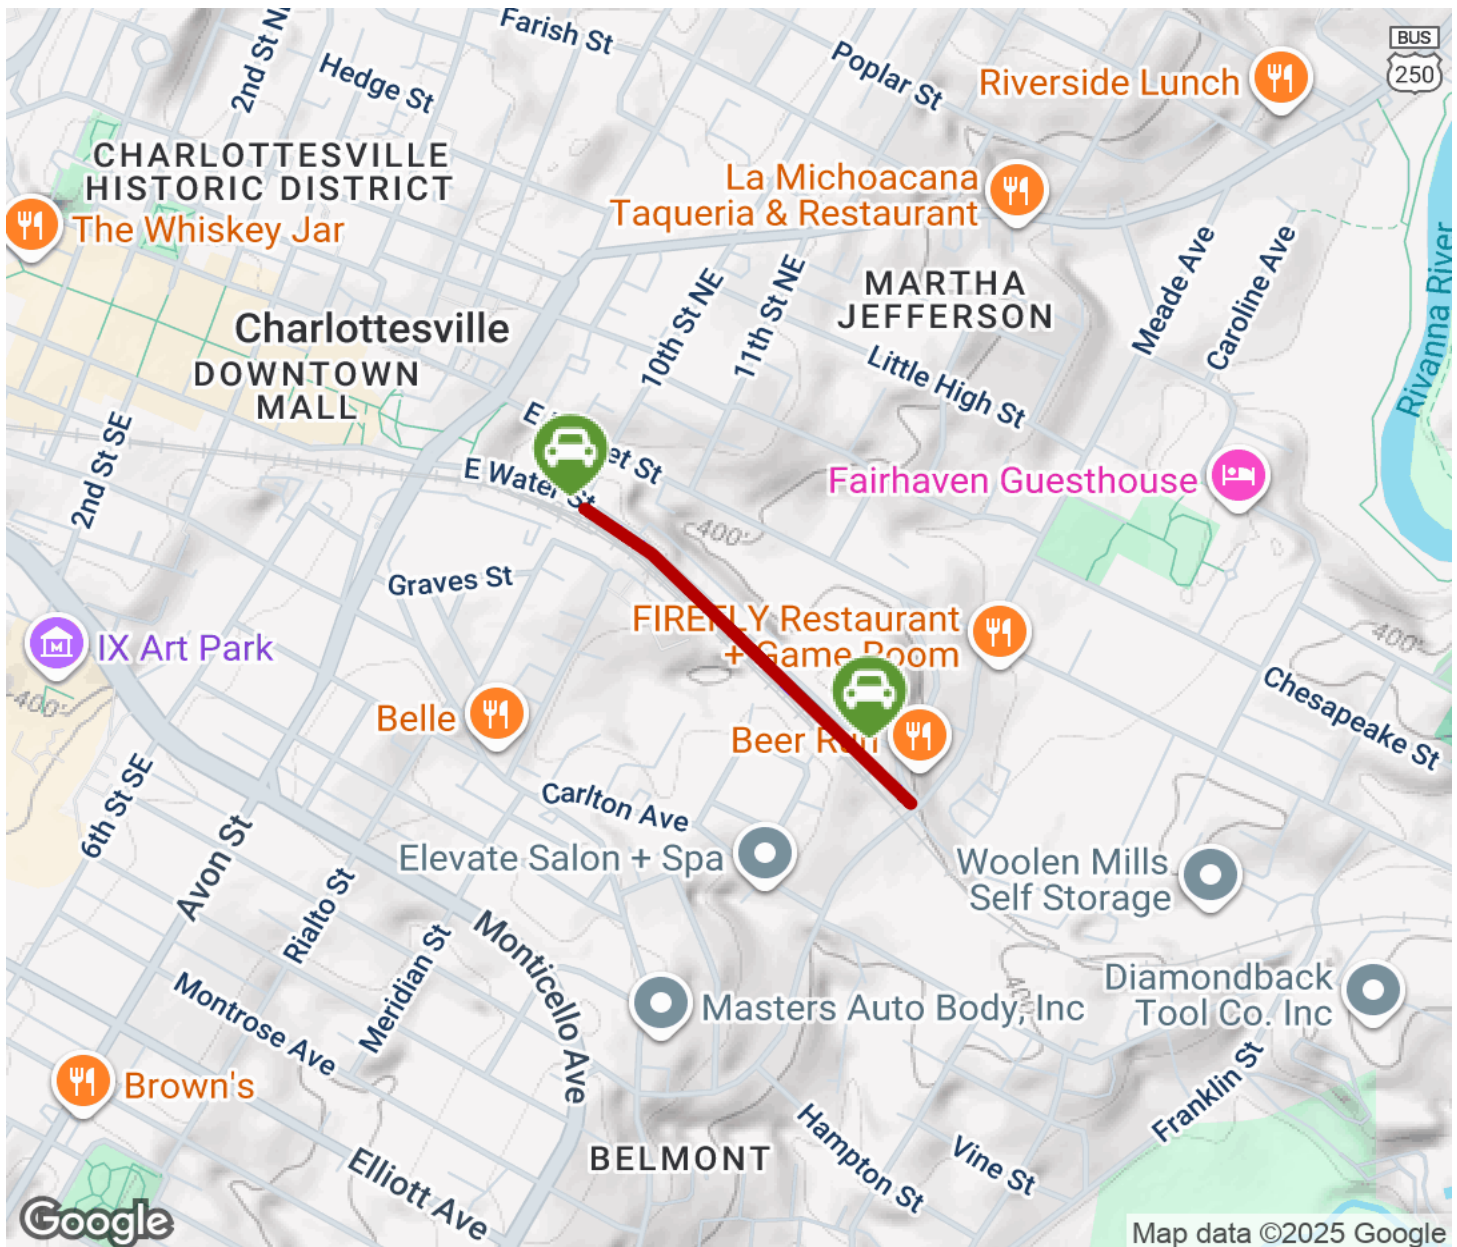 Farish St
2nd St N
Hedge St
Poplar St
Riverside Lunch
BUS
250
CHARLOTTESVILLE
HISTORIC DISTRICT
The Whiskey Jar
La Michoacana
Taqueria & Restaurant
MARTHA
JEFFERSON
Meade Ave
Caroline Ave
Rivanna River
10th St NE
11th St NE
Charlottesville
DOWNTOWN
MALL
Little High St
2nd St SE
E
et St
E Water St
400
Fairhaven Guesthouse
Graves St
FIREFLY Restaurant
+ Game Room
IX Art Park
400
400
Chesapeake St
Belle
Beer Run
Carlton Ave
6th St SE
Avon St
Elevate Salon + Spa
Woolen Mills
Self Storage
Rialto St
Meridian St
Monticello Ave
Montrose Ave
Masters Auto Body, Inc
Diamondback
Tool Co. Inc
Brown's
Franklin St
Hampton St
Vine St
BELMONT
Elliott Ave
Google
Map data ©2025 Google